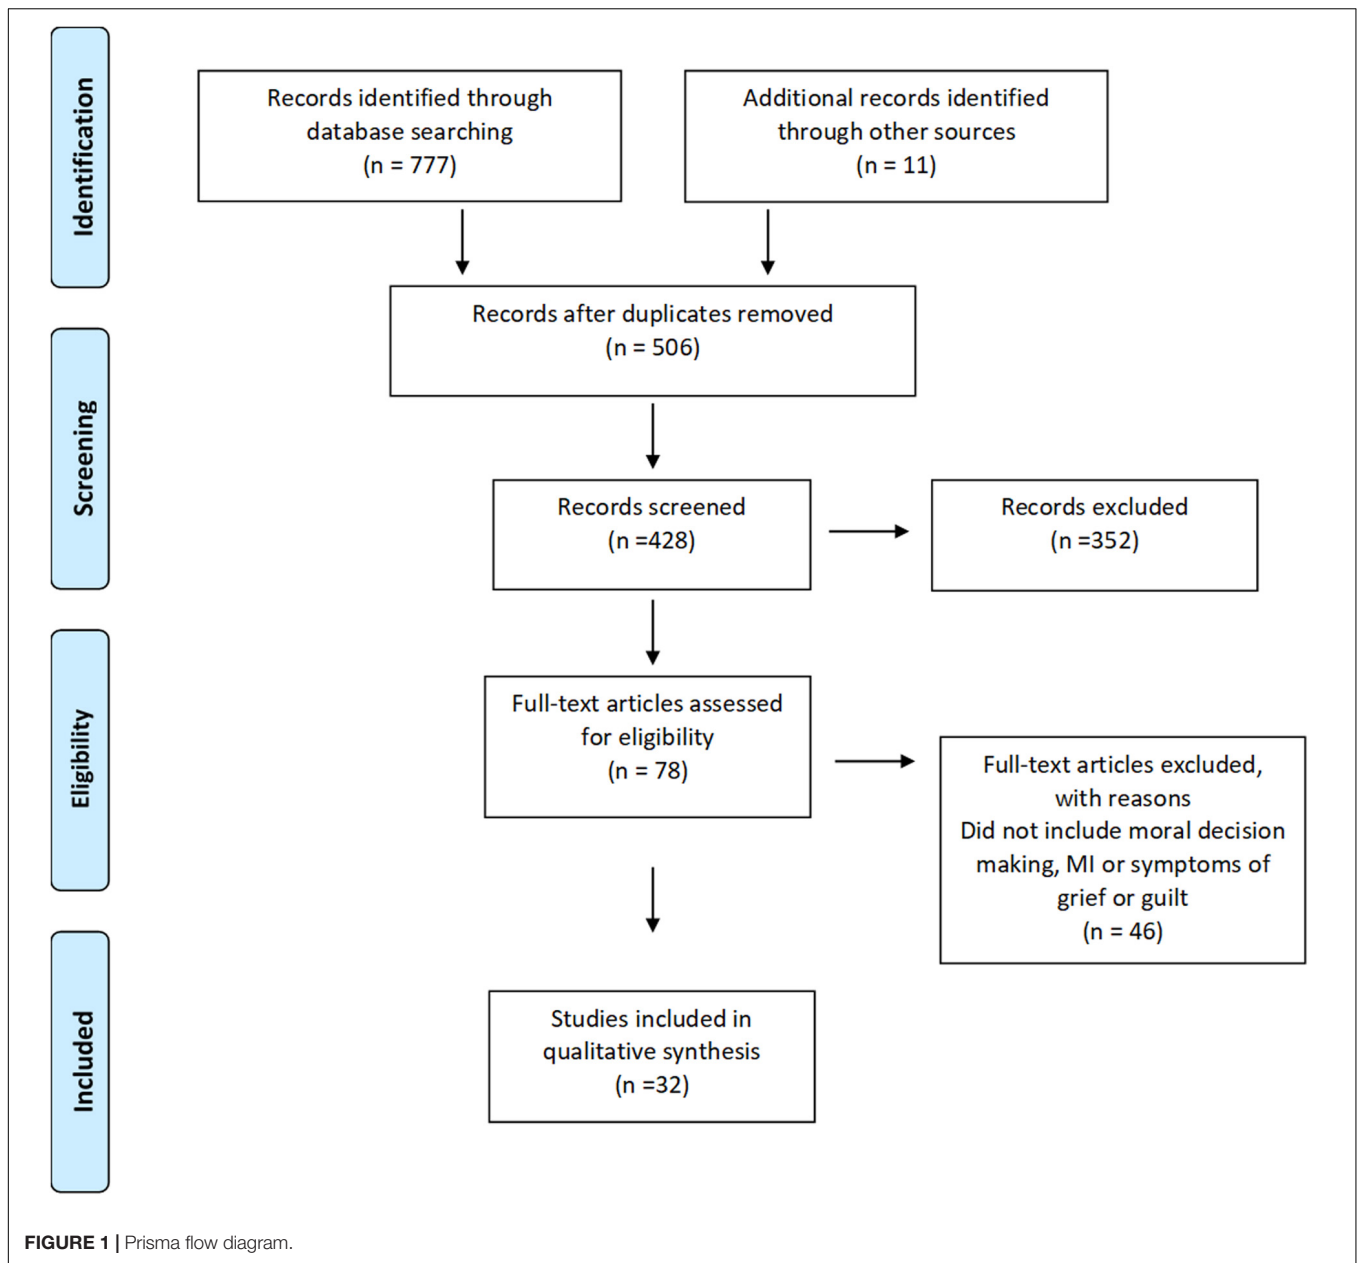 Identification
Records identified through
database searching
(n = 777)
Additional records identified
through other sources
(n = 11)
Records after duplicates removed
(n = 506)
Screening
Records screened
(n =428)
Records excluded
(n =352)
Eligibility
Full-text articles assessed
for eligibility
(n = 78)
Full-text articles excluded,
with reasons
Did not include moral decision
making, MI or symptoms of
grief or guilt
(n = 46)
Included
Studies included in
qualitative synthesis
(n =32)
FIGURE 1 | Prisma flow diagram.